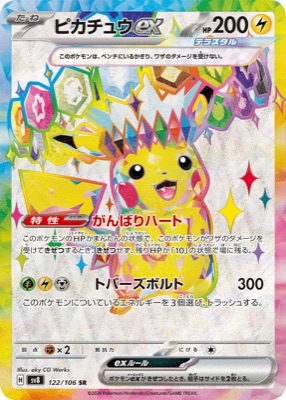 たね ピカチュウex HP200
テラスタル
このポケモンは、ベンチにいるかぎり、ワザのダメージを受けない。
特性 がんばりハート
このポケモンのHPがまんたんの状態で、このポケモンがワザのダメージを
受けてきぜつするとき、きぜつせず、残りHPが「10」の状態で場に残る。
トパーズボルト 300
このポケモンについているエネルギーを3個選び、トラッシュする。
Illus. aky CG Works
弱点 ×2 抵抗力 にげる
H sv8 122/106 SR
exルール
ポケモンexがきぜつしたとき、相手はサイドを2枚とる。
©2024 Pokémon/Nintendo/Creatures/GAME FREAK.